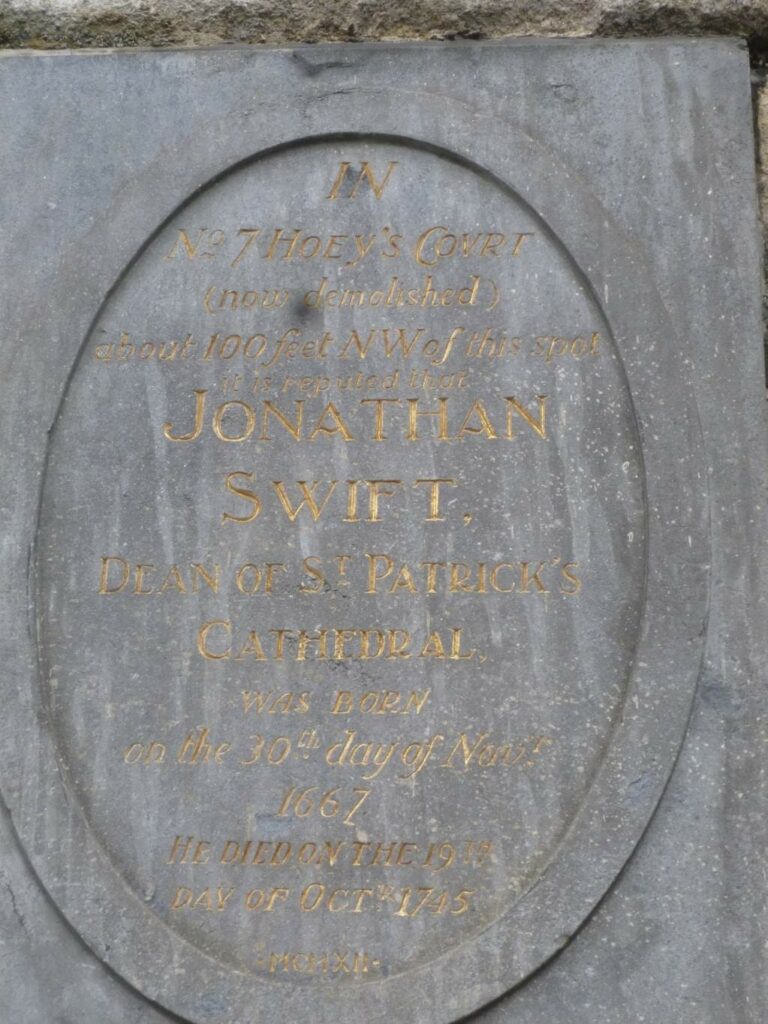 IN
Nº 7 HOEY'S COVRT
(now demolished)
about 100 feet NW of this spot
it is reputed that
JONATHAN
SWIFT,
DEAN OF ST PATRICK'S
CATHEDRAL,
WAS BORN
on the 30th day of Novr
1667
HE DIED ON THE 19TH
DAY OF OCTR 1745
·MCMXII·